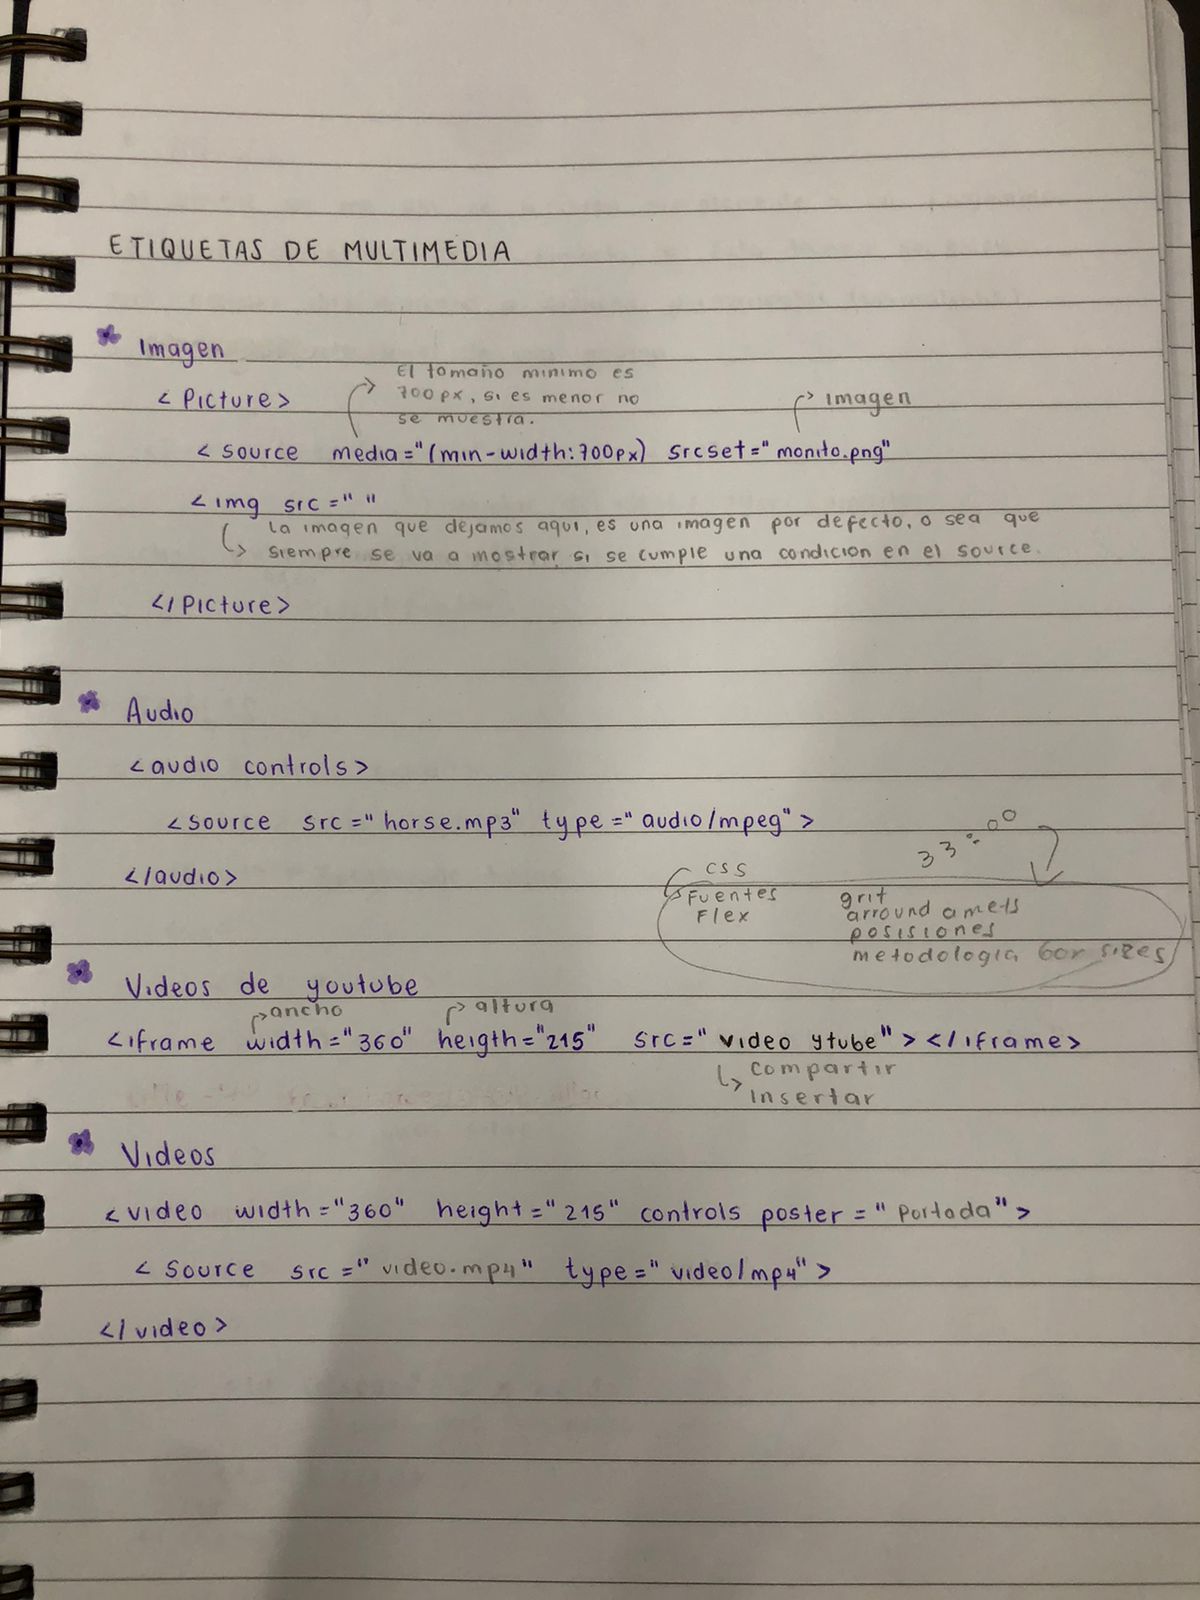 ETIQUETAS DE MULTIMEDIA
Imagen
El tamaño minimo es
700px, si es menor no
se muestra.
<Picture>
imagen
<source media="(min-width:700px) srcset="monito.png"
<img src=" "
la imagen que dejamos aqui, es una imagen por defecto, o sea que
siempre se va a mostrar si se cumple una condicion en el source.
</Picture>
Audio
<audio controls>
<source src="horse.mp3" type="audio/mpeg">
33:00
</audio>
CSS
Fuentes grit
Flex arround
posisiones
metodologia sizes
Videos de youtube
ancho altura
<iframe width="360" heigth="215" src="video ytube"></iframe>
Compartir
insertar
Videos
<video width="360" height="215" controls poster="Portada">
<source src="video.mp4" type="video/mp4">
</video>